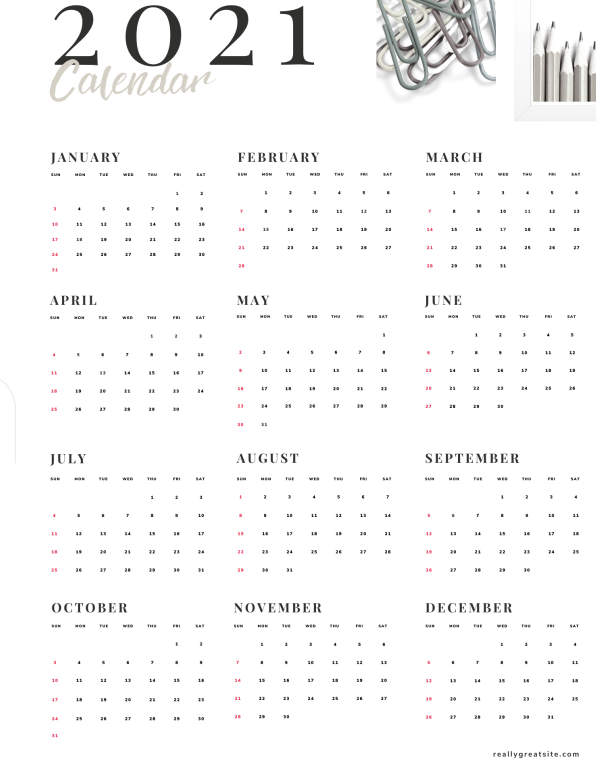 2021
Calendar
JANUARY
SUN MON TUE WED THU FRI SAT
1 2
3 4 5 6 7 8 9
10 11 12 13 14 15 16
17 18 19 20 21 22 23
24 25 26 27 28 29 30
31
FEBRUARY
SUN MON TUE WED THU FRI SAT
1 2 3 4 5 6
7 8 9 10 11 12 13
14 15 16 17 18 19 20
21 22 23 24 25 26 27
28
MARCH
SUN MON TUE WED THU FRI SAT
1 2 3 4 5 6
7 8 9 10 11 12 13
14 15 16 17 18 19 20
21 22 23 24 25 26 27
28 29 30 31
APRIL
SUN MON TUE WED THU FRI SAT
1 2 3
4 5 6 7 8 9 10
11 12 13 14 15 16 17
18 19 20 21 22 23 24
25 26 27 28 29 30
MAY
SUN MON TUE WED THU FRI SAT
1
2 3 4 5 6 7 8
9 10 11 12 13 14 15
16 17 18 19 20 21 22
23 24 25 26 27 28 29
30 31
JUNE
SUN MON TUE WED THU FRI SAT
1 2 3 4 5
6 7 8 9 10 11 12
13 14 15 16 17 18 19
20 21 22 23 24 25 26
27 28 29 30
JULY
SUN MON TUE WED THU FRI SAT
1 2 3
4 5 6 7 8 9 10
11 12 13 14 15 16 17
18 19 20 21 22 23 24
25 26 27 28 29 30 31
AUGUST
SUN MON TUE WED THU FRI SAT
1 2 3 4 5 6 7
8 9 10 11 12 13 14
15 16 17 18 19 20 21
22 23 24 25 26 27 28
29 30 31
SEPTEMBER
SUN MON TUE WED THU FRI SAT
1 2 3 4
5 6 7 8 9 10 11
12 13 14 15 16 17 18
19 20 21 22 23 24 25
26 27 28 29 30
OCTOBER
SUN MON TUE WED THU FRI SAT
1 2
3 4 5 6 7 8 9
10 11 12 13 14 15 16
17 18 19 20 21 22 23
24 25 26 27 28 29 30
31
NOVEMBER
SUN MON TUE WED THU FRI SAT
1 2 3 4 5 6
7 8 9 10 11 12 13
14 15 16 17 18 19 20
21 22 23 24 25 26 27
28 29 30
DECEMBER
SUN MON TUE WED THU FRI SAT
1 2 3 4
5 6 7 8 9 10 11
12 13 14 15 16 17 18
19 20 21 22 23 24 25
26 27 28 29 30 31
reallygreatsite.com